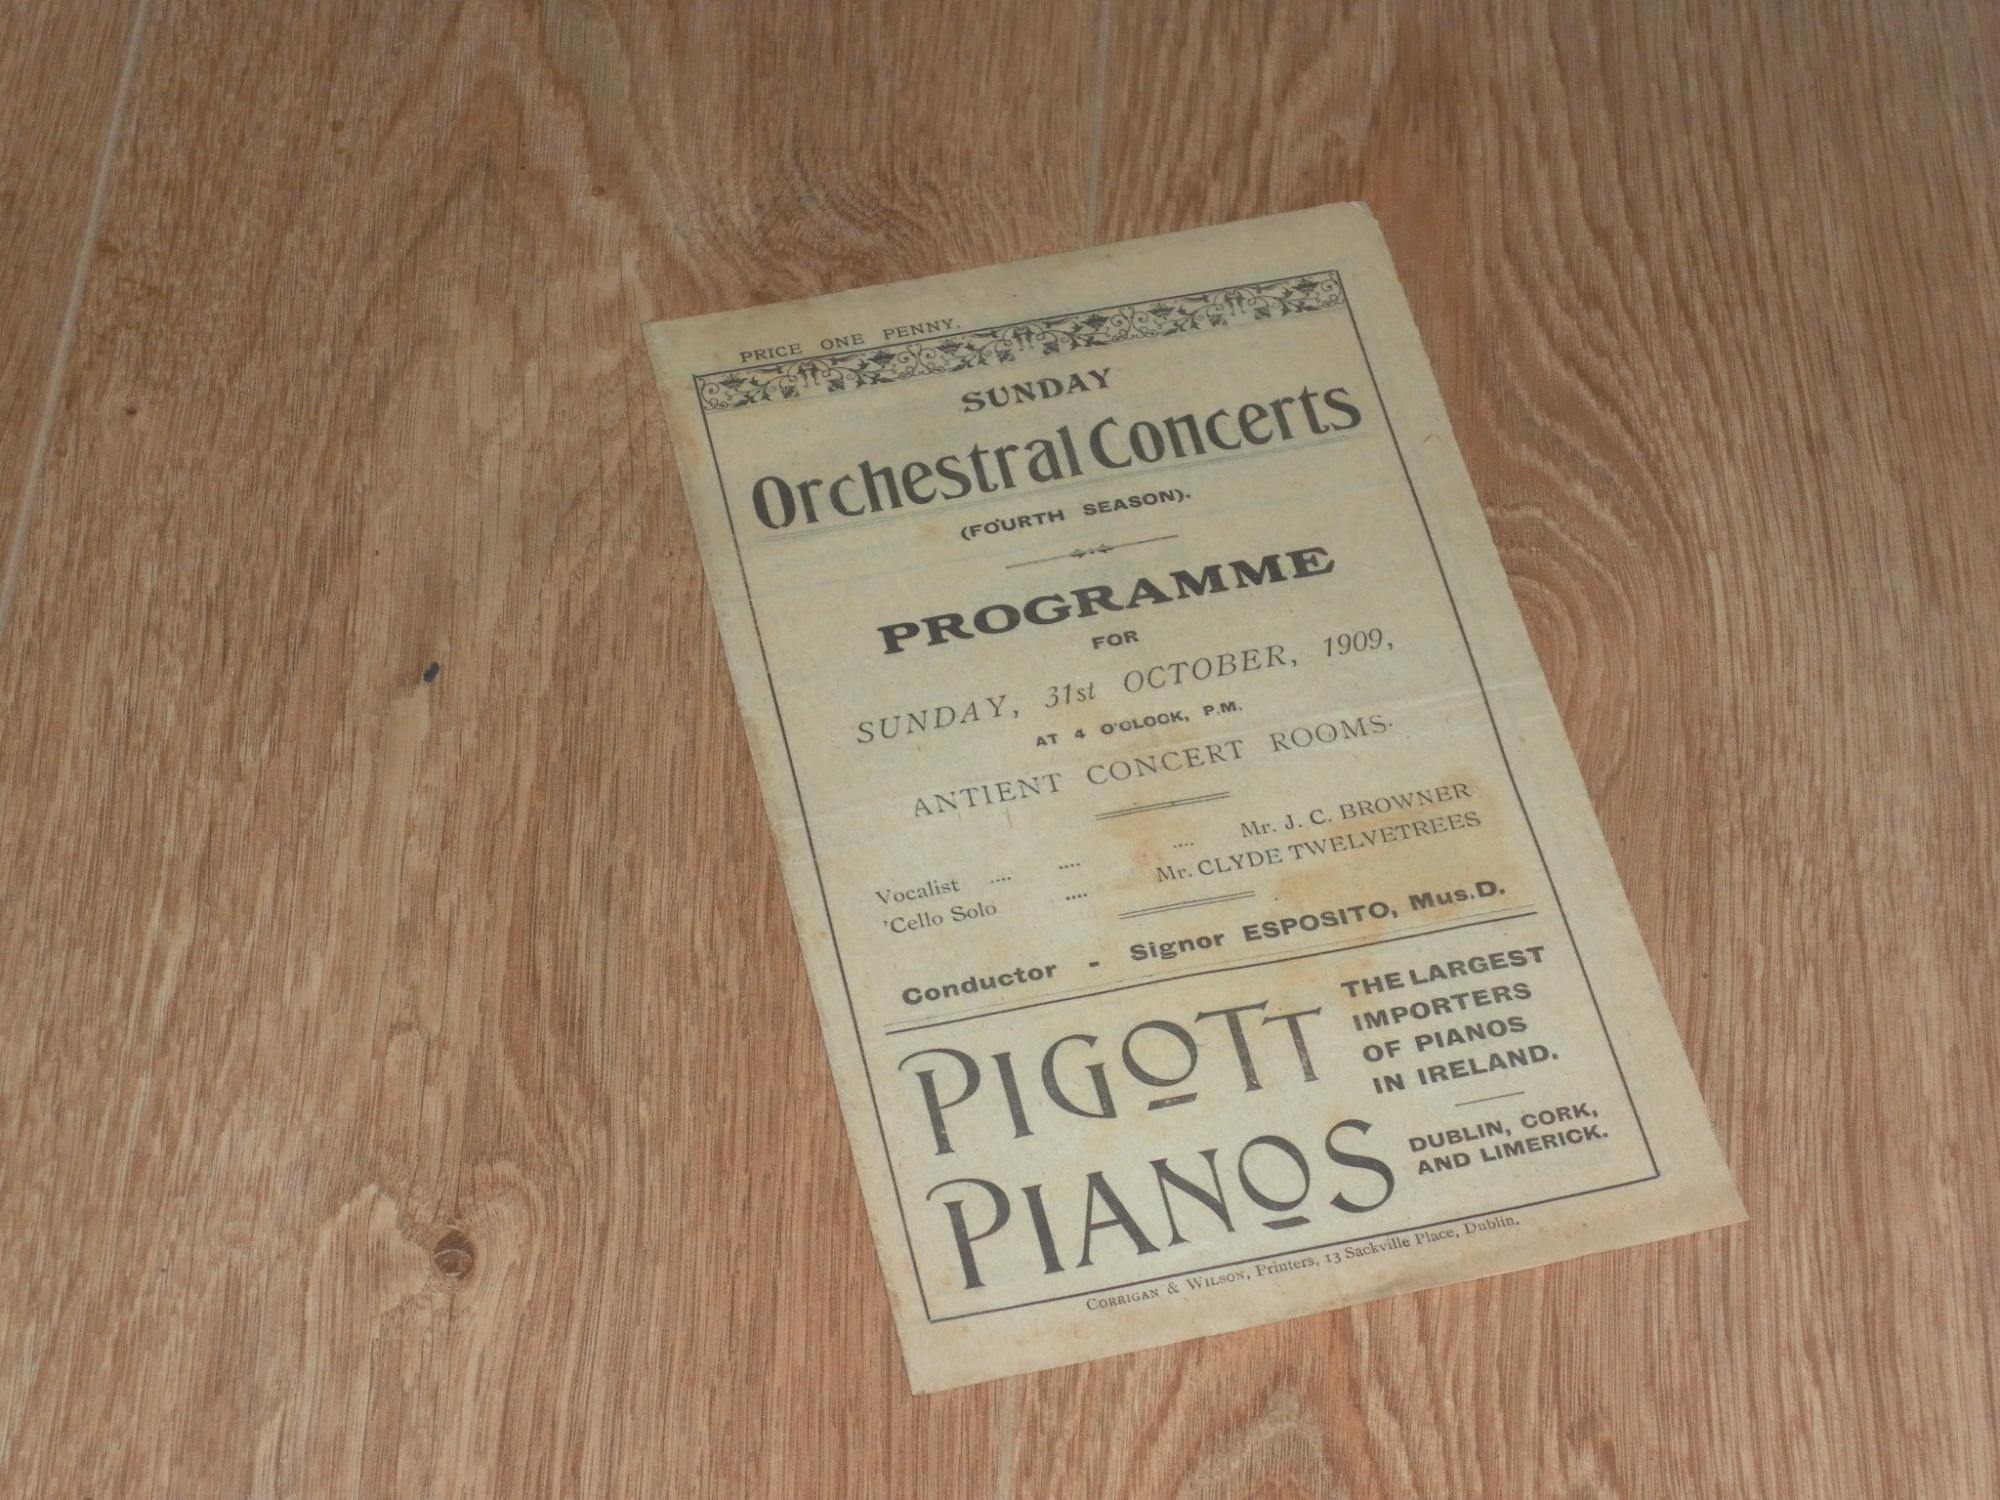 PRICE ONE PENNY.
SUNDAY
Orchestral Concerts
(FOURTH SEASON).
PROGRAMME
FOR
SUNDAY, 31st OCTOBER, 1909,
AT 4 O'CLOCK, P.M.
ANTIENT CONCERT ROOMS.
Vocalist .... .... .... Mr. J. C. BROWNER
'Cello Solo .... Mr. CLYDE TWELVETREES
Conductor - Signor ESPOSITO, Mus.D.
PIGOTT
PIANOS
THE LARGEST
IMPORTERS
OF PIANOS
IN IRELAND.
DUBLIN, CORK,
AND LIMERICK.
CORRIGAN & WILSON, Printers, 13 Sackville Place, Dublin.